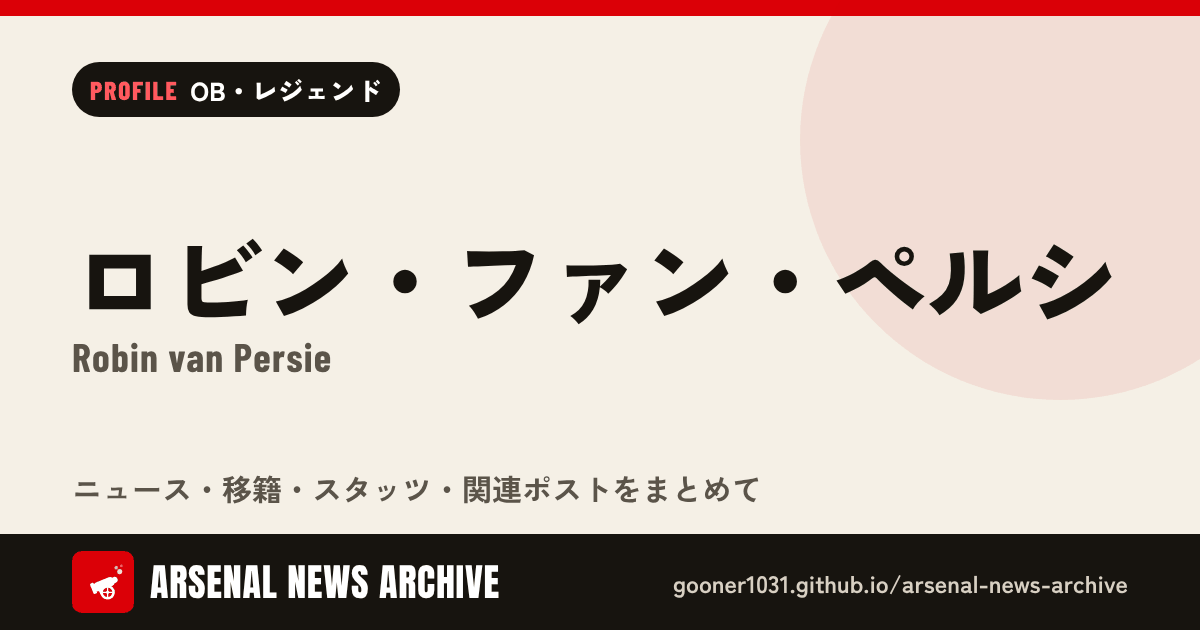 PROFILE OB・レジェンド
ロビン・ファン・ペルシ
Robin van Persie
ニュース・移籍・スタッツ・関連ポストをまとめて
ARSENAL NEWS ARCHIVE
gooner1031.github.io/arsenal-news-archive